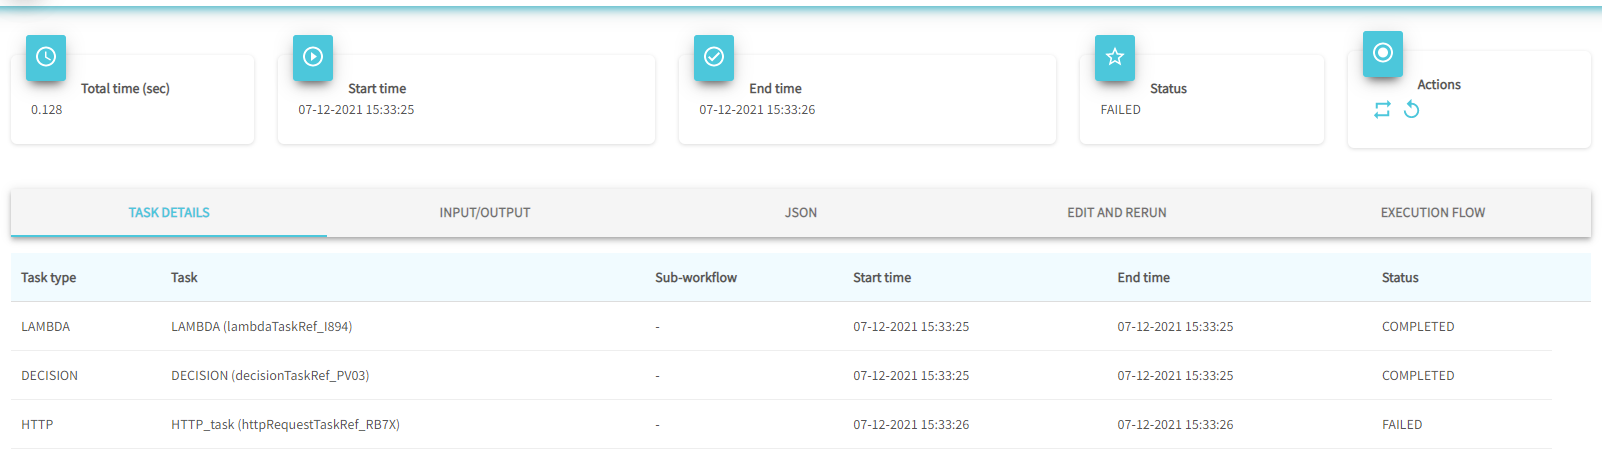 Total time (sec)
0.128
Start time
07-12-2021 15:33:25
End time
07-12-2021 15:33:26
Status
FAILED
Actions
TASK DETAILS INPUT/OUTPUT JSON EDIT AND RERUN EXECUTION FLOW
Task type Task Sub-workflow Start time End time Status
LAMBDA LAMBDA (lambdaTaskRef_I894) - 07-12-2021 15:33:25 07-12-2021 15:33:25 COMPLETED
DECISION DECISION (decisionTaskRef_PV03) - 07-12-2021 15:33:25 07-12-2021 15:33:25 COMPLETED
HTTP HTTP_task (httpRequestTaskRef_RB7X) - 07-12-2021 15:33:26 07-12-2021 15:33:26 FAILED